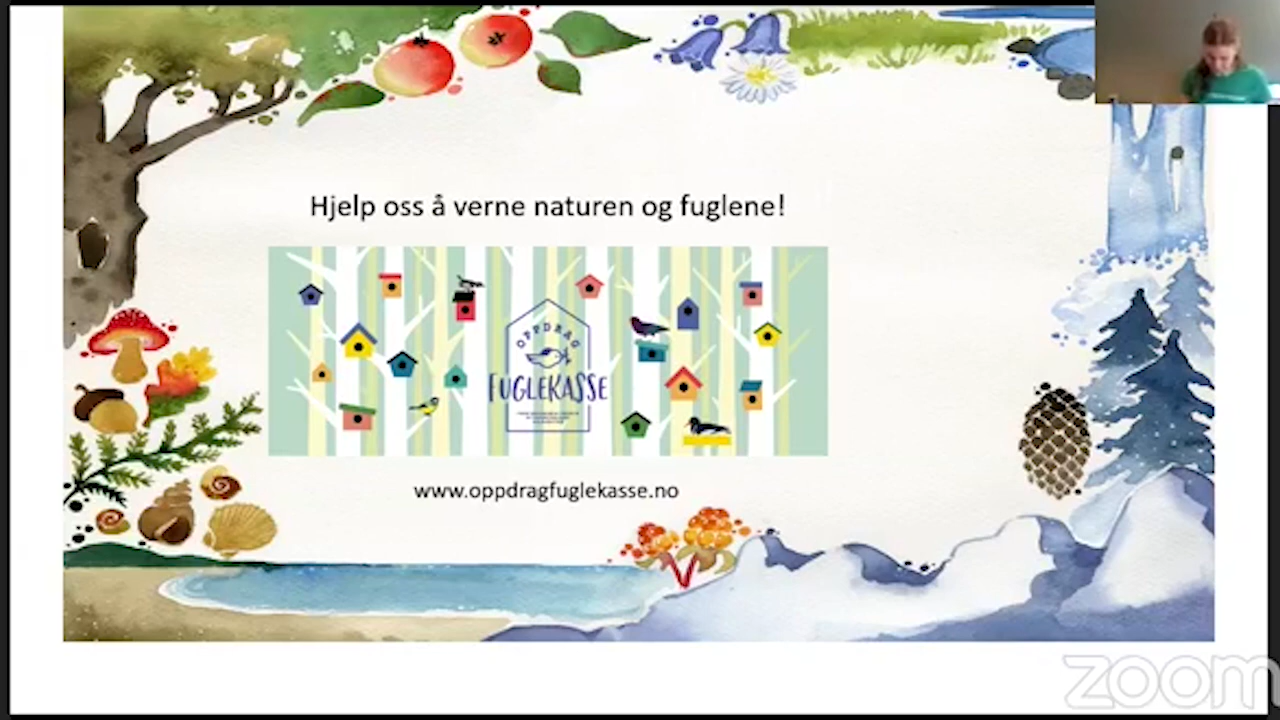 Hjelp oss å verne naturen og fuglene!
OPPDRAG
FUGLEKASSE
www.oppdragfuglekasse.no
zoom